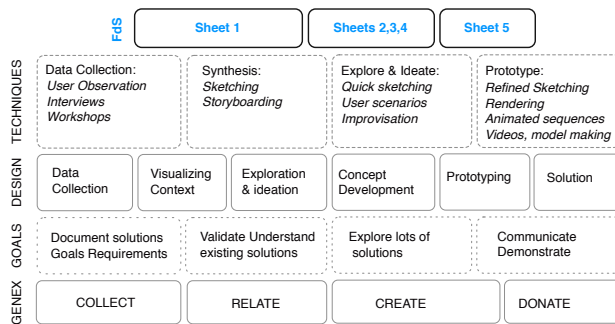 FdS
Sheet 1
Sheets 2,3,4
Sheet 5
TECHNIQUES
Data Collection:
User Observation
Interviews
Workshops
Synthesis:
Sketching
Storyboarding
Explore & Ideate:
Quick sketching
User scenarios
Improvisation
Prototype:
Refined Sketching
Rendering
Animated sequences
Videos, model making
DESIGN
Data
Collection
Visualizing
Context
Exploration
& ideation
Concept
Development
Prototyping
Solution
GOALS
Document solutions
Goals Requirements
Validate Understand
existing solutions
Explore lots of
solutions
Communicate
Demonstrate
GENEX
COLLECT
RELATE
CREATE
DONATE